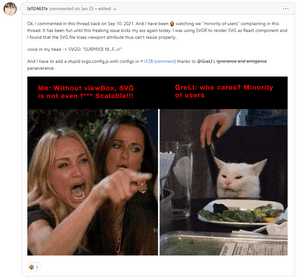 lzl124631x commented on Jan 25 • edited
Ok. I commented in this thread back on Sep 10, 2021. And I have been 😱 watching we "minority of users" complaining in this
thread. It has been fun until this freaking issue kicks my ass again today. I was using SVGR to render SVG as React component and
I found that the SVG file loses viewport attribute thus can't resize properly.
voice in my head -> SVGO: "SURPRISE M...F...r!"
And I have to add a stupid svgo.config.js with configs in #1128 (comment) thanks to @GreLI's ignorance and arrogance
perseverance.
Me: Without viewBox, SVG
is not even f*** Scalable!!!
GreLI: who cares? Minority
of users